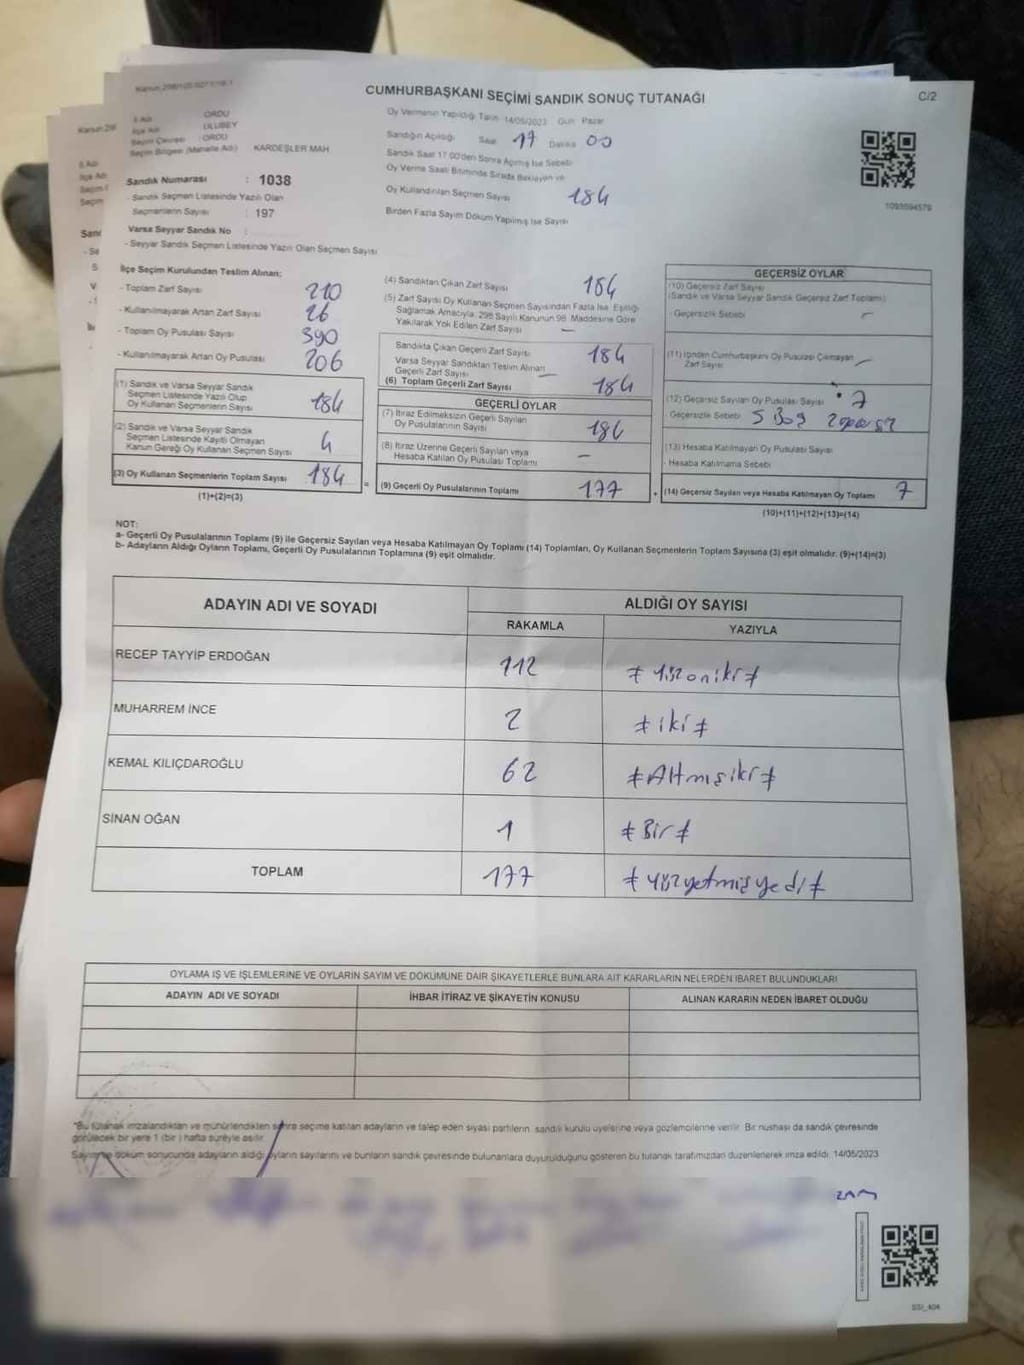 CUMHURBAŞKANI SEÇİMİ SANDIK SONUÇ TUTANAĞI
C/2
İl Adı : ORDU
İlçe Adı : ULUBEY
Seçim Çevresi : ORDU
Seçim Bölgesi (Mahalle Adı) : KARDEŞLER MAH.
Sandık Numarası : 1038
- Sandık Seçmen Listesinde Yazılı Olan
Seçmenlerin Sayısı : 197
Varsa Seyyar Sandık No :
- Seyyar Sandık Seçmen Listesinde Yazılı Olan Seçmen Sayısı
Oy Vermenin Yapıldığı Tarih 14/05/2023 Gün Pazar
Sandığın Açıldığı Saat 17 Dakika 00
Sandık Saat 17.00'den Sonra Açılmış İse Sebebi
Oy Verme Saati Bitiminde Sırada Bekleyen ve
Oy Kullandırılan Seçmen Sayısı 184
Birden Fazla Sayım Döküm Yapılmış İse Sayısı
1093594579
İlçe Seçim Kurulundan Teslim Alınan;
- Toplam Zarf Sayısı 210
- Kullanılmayarak Artan Zarf Sayısı 26
- Toplam Oy Pusulası Sayısı 390
- Kullanılmayarak Artan Oy Pusulası 206
(1) Sandık ve Varsa Seyyar Sandık
Seçmen Listesinde Yazılı Olup
Oy Kullanan Seçmenlerin Sayısı 184
(2) Sandık ve Varsa Seyyar Sandık
Seçmen Listesinde Kayıtlı Olmayan
Kanun Gereği Oy Kullanan Seçmen Sayısı 4
(3) Oy Kullanan Seçmenlerin Toplam Sayısı 184
(1)+(2)=(3)
(4) Sandıktan Çıkan Zarf Sayısı 184
(5) Zarf Sayısı Oy Kullanan Seçmen Sayısından Fazla İse, Eşitliği
Sağlamak Amacıyla, 298 Sayılı Kanunun 98. Maddesine Göre
Yakılarak Yok Edilen Zarf Sayısı —
Sandıkta Çıkan Geçerli Zarf Sayısı 184
Varsa Seyyar Sandıktan Teslim Alınan
Geçerli Zarf Sayısı —
(6) Toplam Geçerli Zarf Sayısı 184
GEÇERLİ OYLAR
(7) İtiraz Edilmeksizin Geçerli Sayılan
Oy Pusulalarının Sayısı
(8) İtiraz Üzerine Geçerli Sayılan veya
Hesaba Katılan Oy Pusulası Toplamı —
= (9) Geçerli Oy Pusulalarının Toplamı 177
GEÇERSİZ OYLAR
(10) Geçersiz Zarf Sayısı
(Sandık ve Varsa Seyyar Sandık Geçersiz Zarf Toplamı)
- Geçersizlik Sebebi —
(11) İçinden Cumhurbaşkanı Oy Pusulası Çıkmayan
Zarf Sayısı —
(12) Geçersiz Sayılan Oy Pusulası Sayısı 7
Geçersizlik Sebebi 5 Boş 2
(13) Hesaba Katılmayan Oy Pusulası Sayısı
- Hesaba Katılmama Sebebi
+ (14) Geçersiz Sayılan veya Hesaba Katılmayan Oy Toplamı 7
(10)+(11)+(12)+(13)=(14)
NOT:
a- Geçerli Oy Pusulalarının Toplamı (9) ile Geçersiz Sayılan veya Hesaba Katılmayan Oy Toplamı (14) Toplamları, Oy Kullanan Seçmenlerin Toplam Sayısına (3) eşit olmalıdır. (9)+(14)=(3)
b- Adayların Aldığı Oyların Toplamı, Geçerli Oy Pusulalarının Toplamına (9) eşit olmalıdır.
ADAYIN ADI VE SOYADI
ALDIĞI OY SAYISI
RAKAMLA YAZIYLA
RECEP TAYYİP ERDOĞAN 112 # Yüzoniki #
MUHARREM İNCE 2 # iki #
KEMAL KILIÇDAROĞLU 62 # Altmışiki #
SİNAN OĞAN 1 # Bir #
TOPLAM 177 # Yüzyetmişyedi #
OYLAMA İŞ VE İŞLEMLERİNE VE OYLARIN SAYIM VE DÖKÜMÜNE DAİR ŞİKAYETLERLE BUNLARA AİT KARARLARIN NELERDEN İBARET BULUNDUKLARI
ADAYIN ADI VE SOYADI İHBAR İTİRAZ VE ŞİKAYETİN KONUSU ALINAN KARARIN NEDEN İBARET OLDUĞU
*Bu tutanak imzalandıktan ve mühürlendikten sonra seçime katılan adayların ve talep eden siyasi partilerin, sandık kurulu üyelerine veya gözlemcilerine verilir. Bir nüshası da sandık çevresinde
görülecek bir yere 1 (bir) hafta süreyle asılır.
Sayım ve döküm sonucunda adayların aldığı oyların sayılarını ve bunların sandık çevresinde bulunanlara duyurulduğunu gösteren bu tutanak tarafımızdan düzenlenerek imza edildi. 14/05/2023
SSI_404